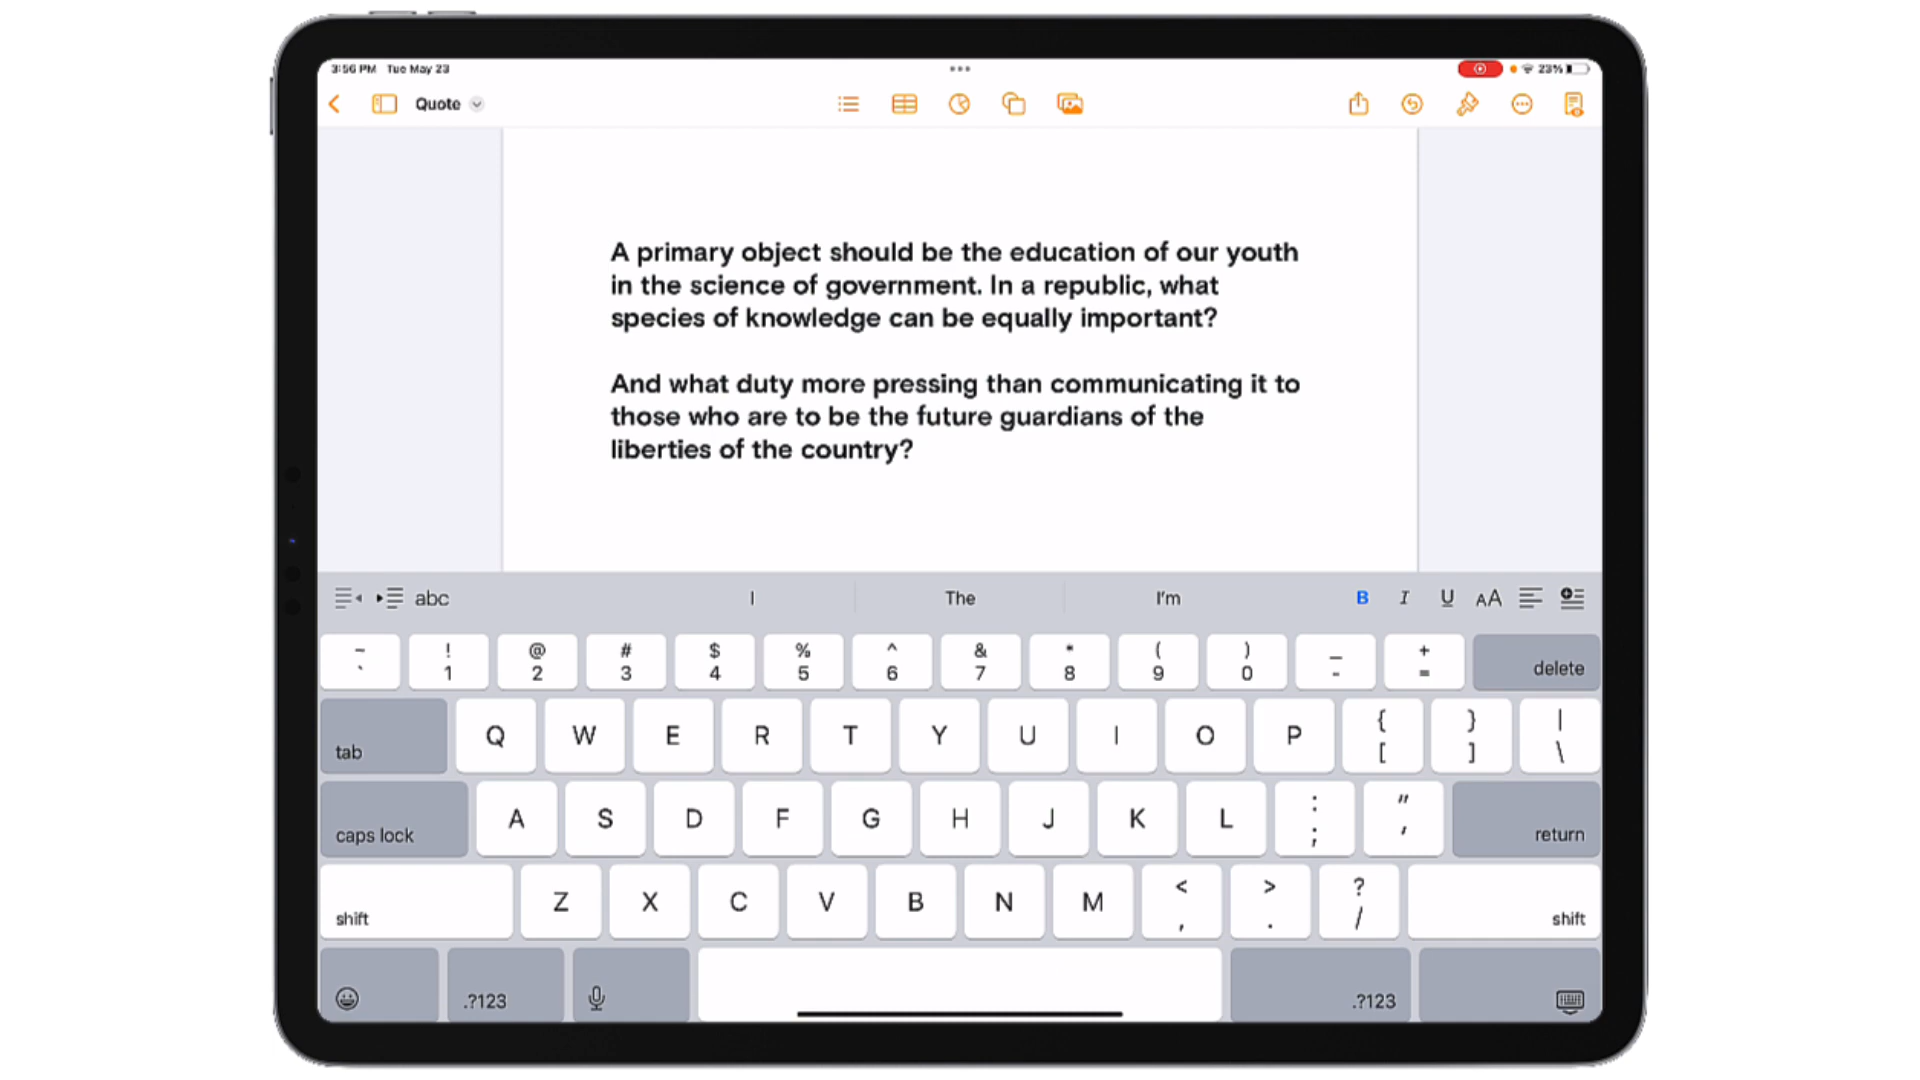 3:56 PM Tue May 23
23%
Quote
A primary object should be the education of our youth
in the science of government. In a republic, what
species of knowledge can be equally important?
And what duty more pressing than communicating it to
those who are to be the future guardians of the
liberties of the country?
abc I The I'm B I U AA
~ ! @ # $ % ^ & * ( ) _ +
` 1 2 3 4 5 6 7 8 9 0 - = delete
tab Q W E R T Y U I O P { [ } ] | \
caps lock A S D F G H J K L : ; " ' return
shift Z X C V B N M < , > . ? / shift
.?123 .?123